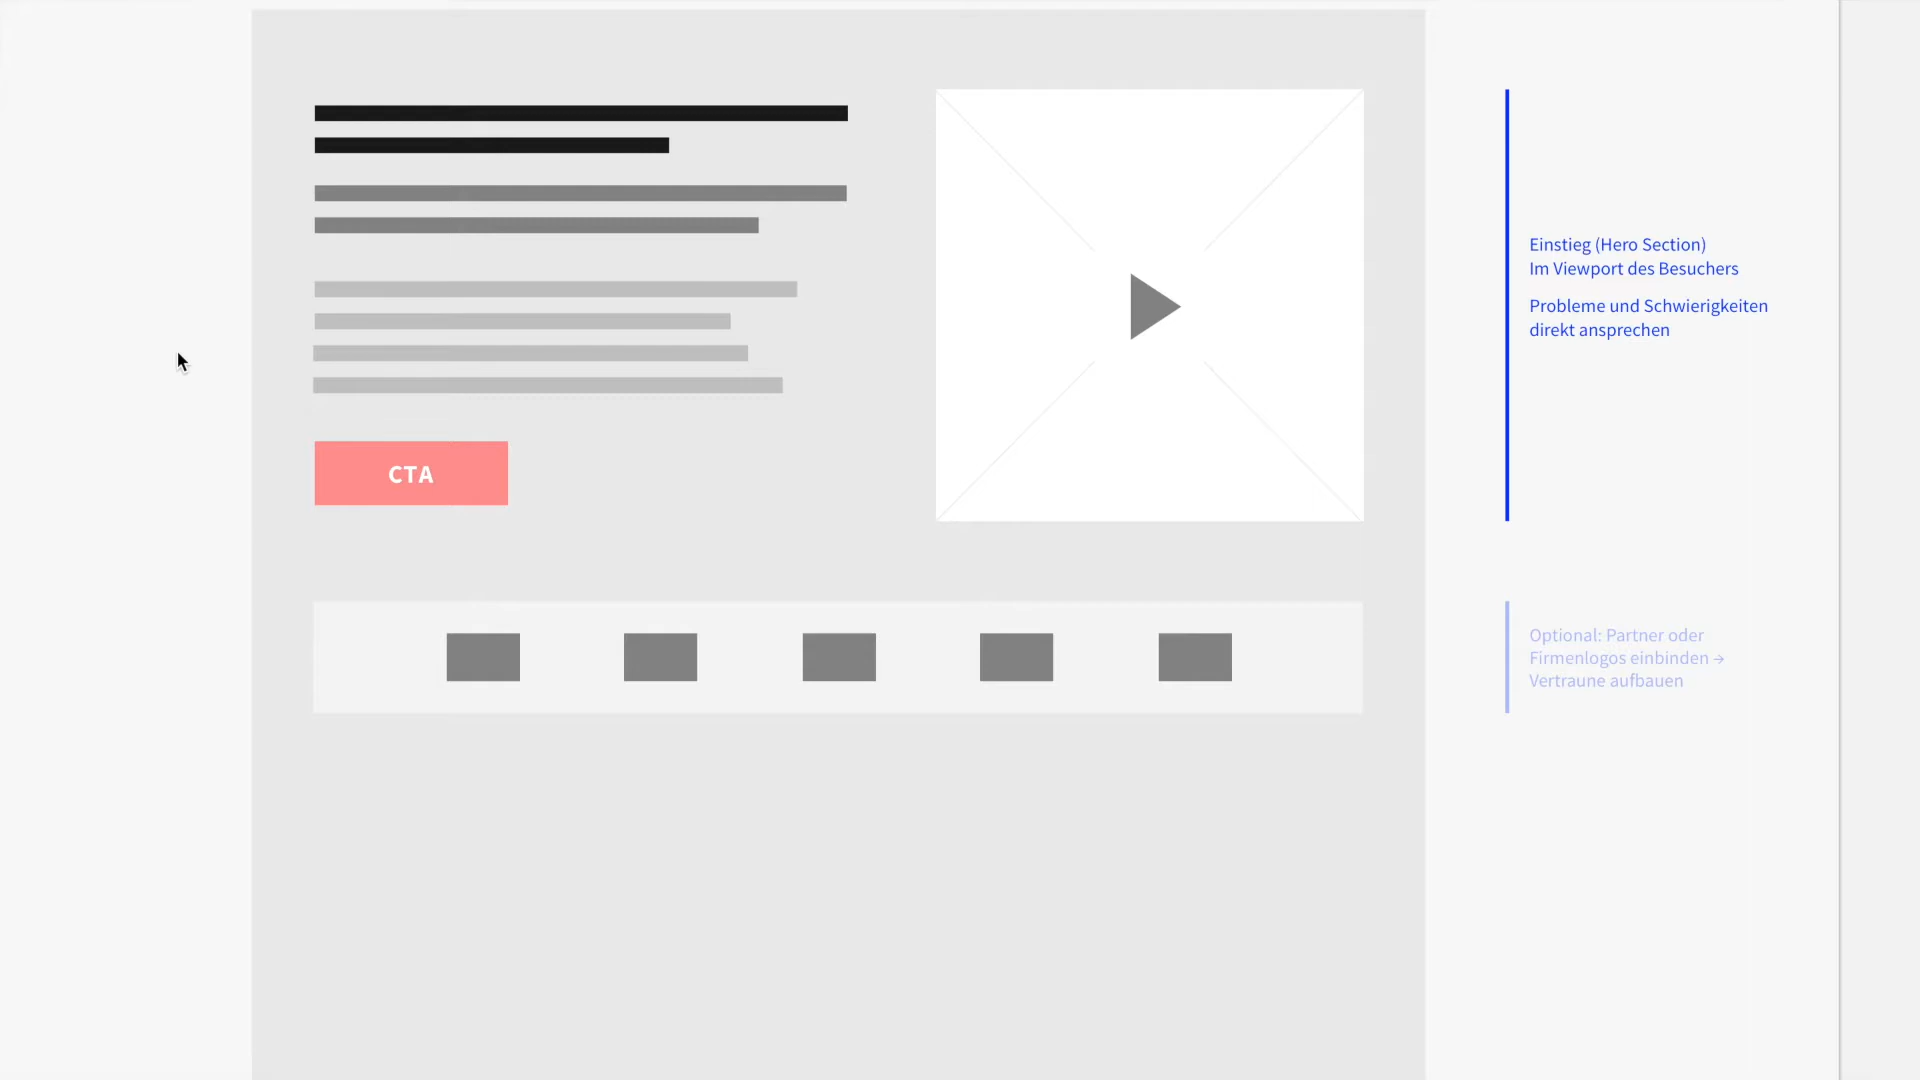 CTA
Einstieg (Hero Section)
Im Viewport des Besuchers
Probleme und Schwierigkeiten
direkt ansprechen
Optional: Partner oder
Firmenlogos einbinden →
Vertraune aufbauen